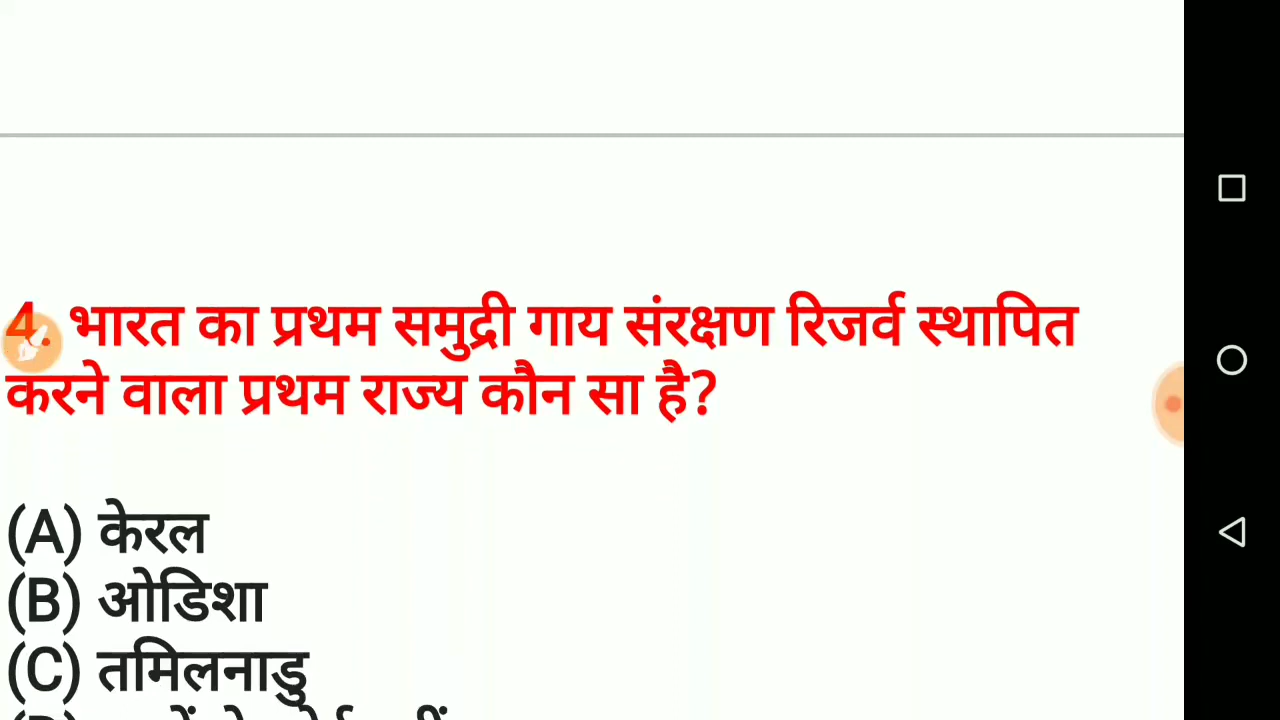 4. भारत का प्रथम समुद्री गाय संरक्षण रिजर्व स्थापित
करने वाला प्रथम राज्य कौन सा है?
(A) केरल
(B) ओडिशा
(C) तमिलनाडु